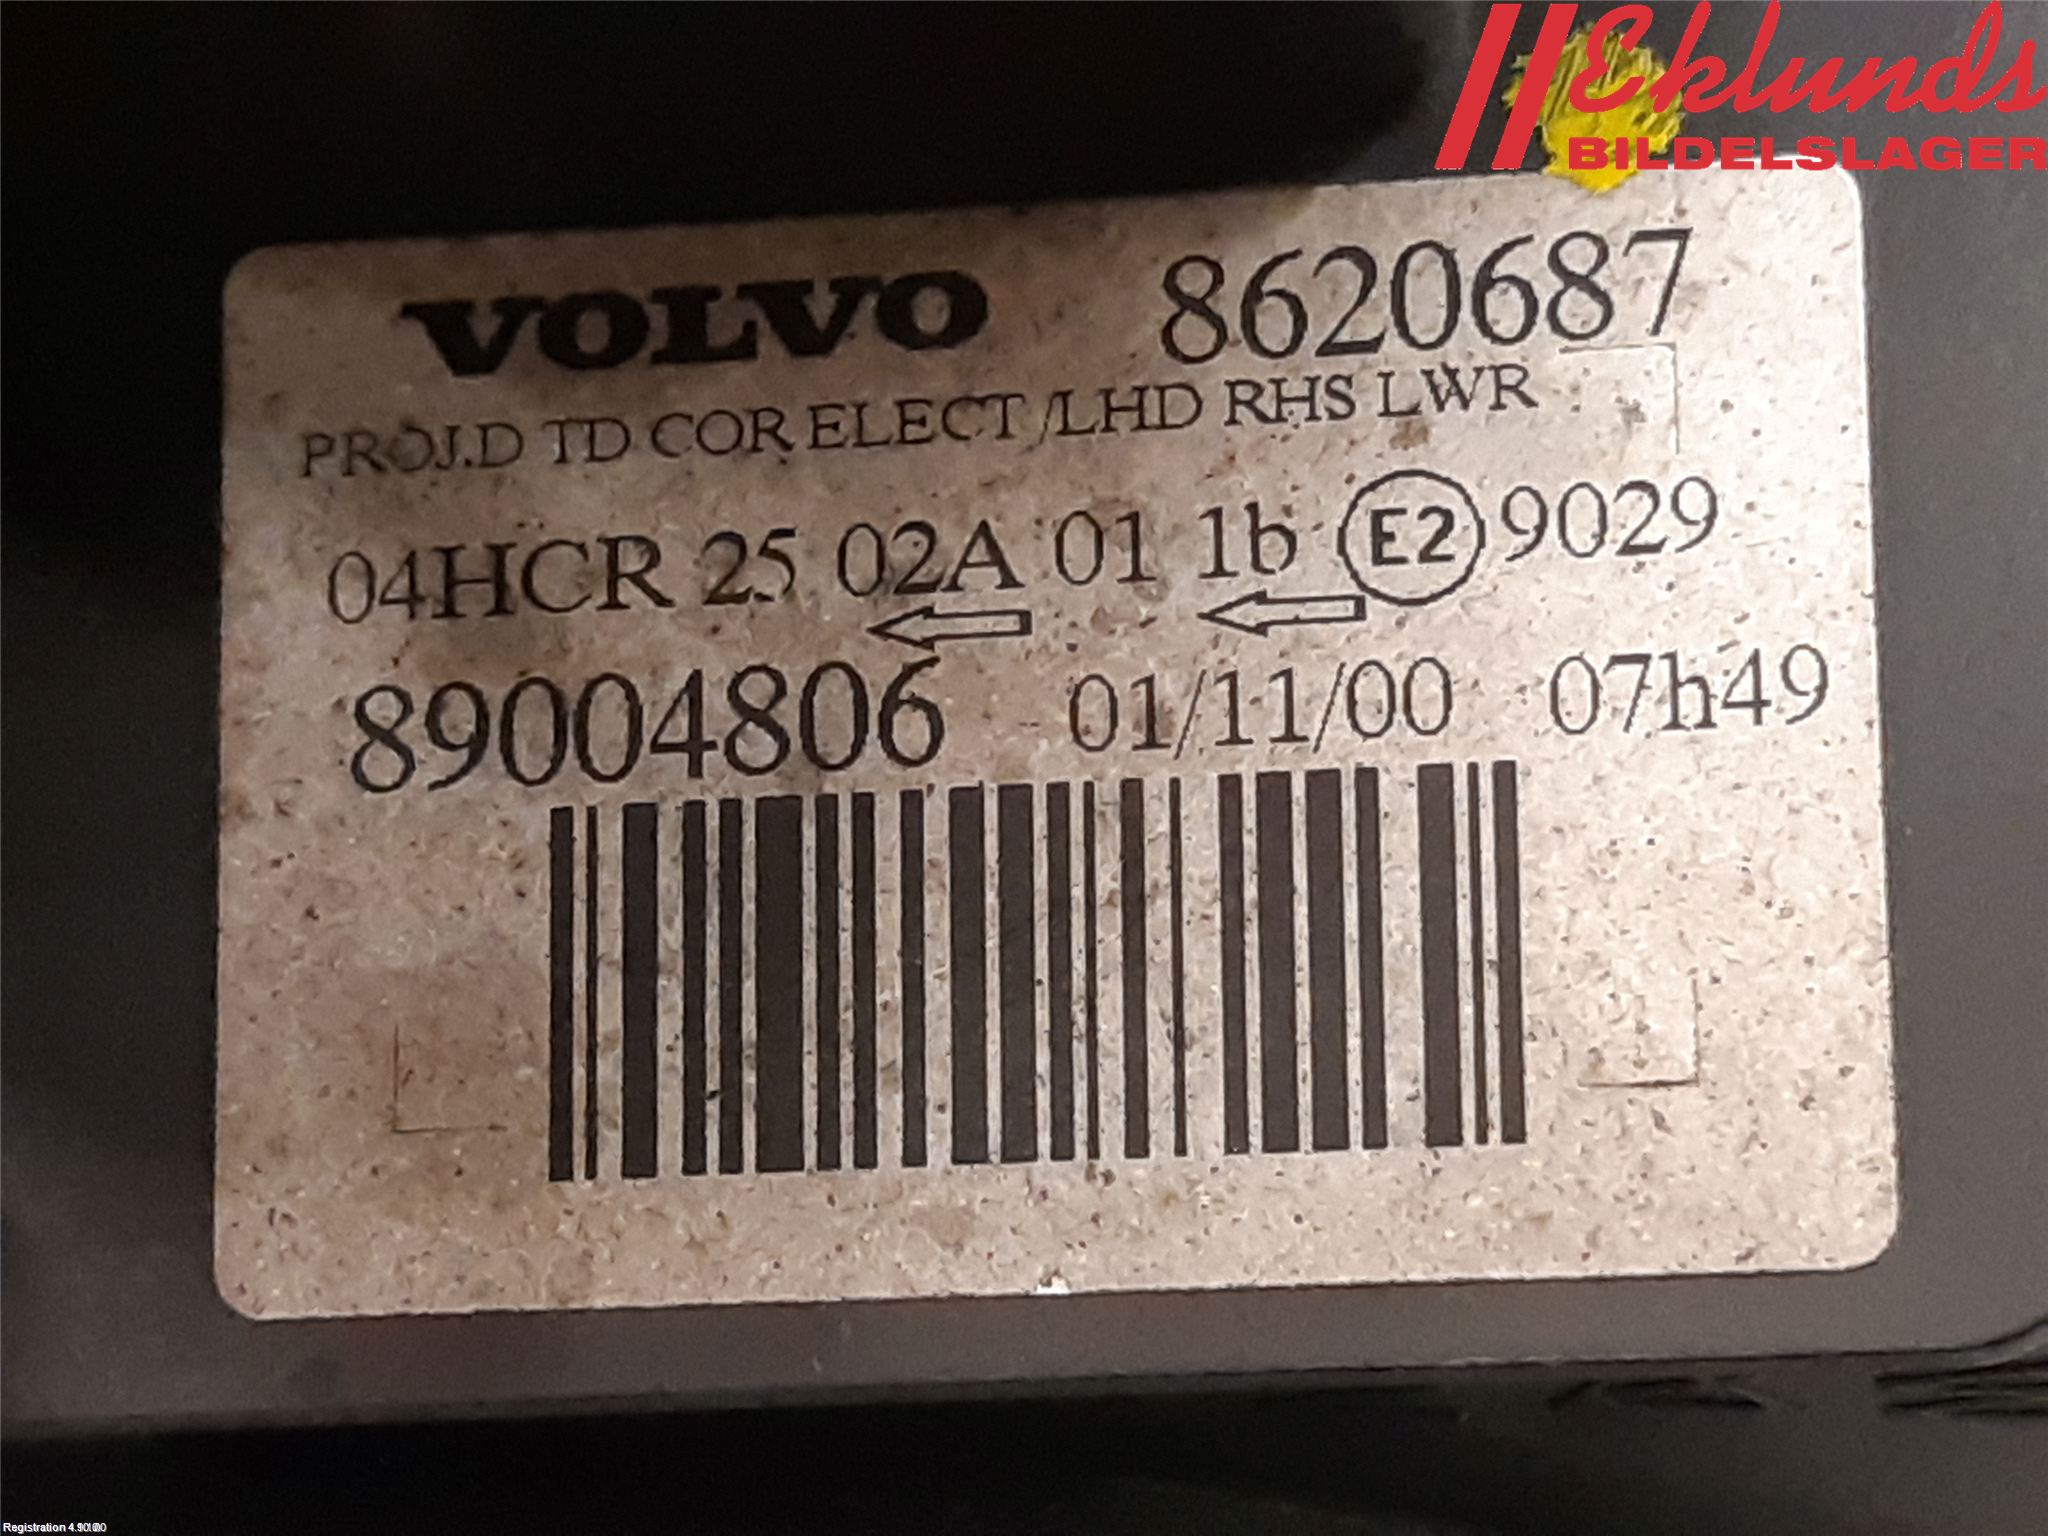 Eklunds
BILDELSLAGER
VOLVO 8620687
PROJ.D TD COR ELECT /LHD RHS LWR
04HCR 25 02A 01 1b E2 9029
89004806 01/11/00 07h49
Registration